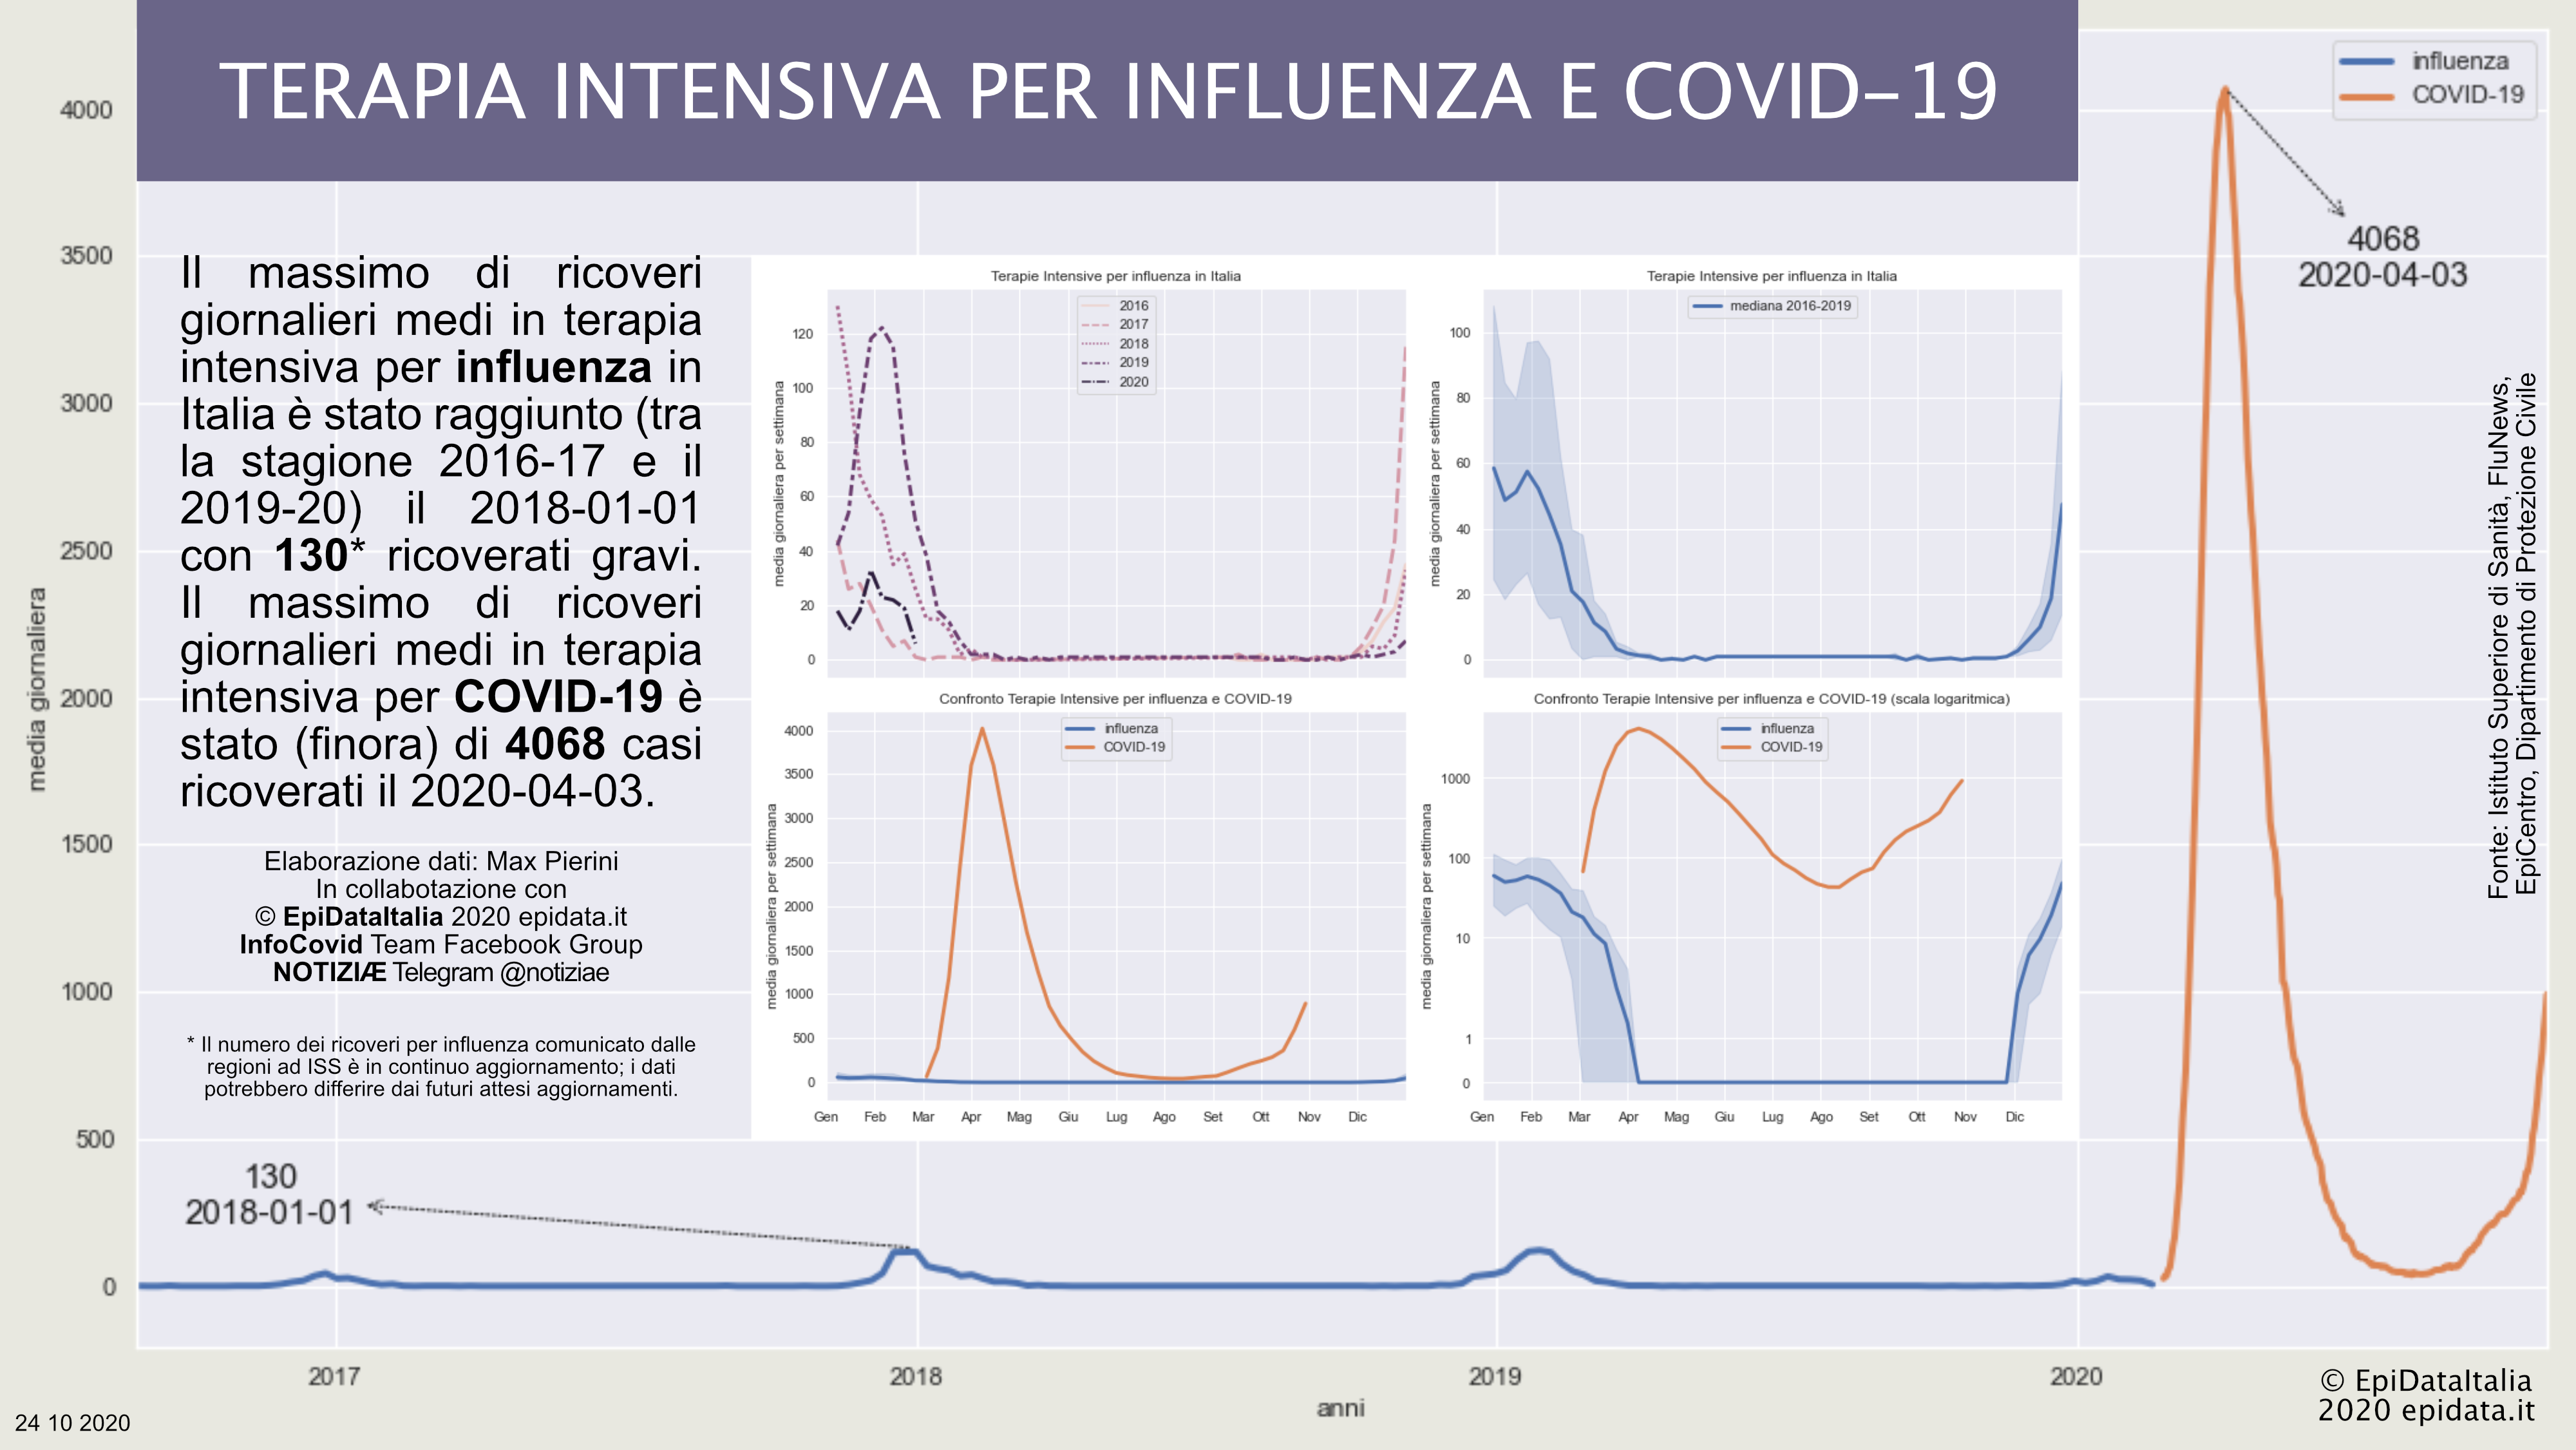 TERAPIA INTENSIVA PER INFLUENZA E COVID–19
influenza
COVID-19
4068
2020-04-03
Il massimo di ricoveri
giornalieri medi in terapia
intensiva per influenza in
Italia è stato raggiunto (tra
la stagione 2016-17 e il
2019-20) il 2018-01-01
con 130* ricoverati gravi.
Il massimo di ricoveri
giornalieri medi in terapia
intensiva per COVID-19 è
stato (finora) di 4068 casi
ricoverati il 2020-04-03.
Elaborazione dati: Max Pierini
In collabotazione con
© EpiDataItalia 2020 epidata.it
InfoCovid Team Facebook Group
NOTIZIÆ Telegram @notiziae
* Il numero dei ricoveri per influenza comunicato dalle
regioni ad ISS è in continuo aggiornamento; i dati
potrebbero differire dai futuri attesi aggiornamenti.
Terapie Intensive per influenza in Italia
2016
2017
2018
2019
2020
media giornaliera per settimana
120
100
80
60
40
20
0
Terapie Intensive per influenza in Italia
mediana 2016-2019
media giornaliera per settimana
100
80
60
40
20
0
Confronto Terapie Intensive per influenza e COVID-19
influenza
COVID-19
media giornaliera per settimana
4000
3500
3000
2500
2000
1500
1000
500
0
Gen Feb Mar Apr Mag Giu Lug Ago Set Ott Nov Dic
Confronto Terapie Intensive per influenza e COVID-19 (scala logaritmica)
influenza
COVID-19
media giornaliera per settimana
1000
100
10
1
0
Gen Feb Mar Apr Mag Giu Lug Ago Set Ott Nov Dic
Fonte: Istituto Superiore di Sanità, FluNews,
EpiCentro, Dipartimento di Protezione Civile
media giornaliera
4000
3500
3000
2500
2000
1500
1000
500
0
130
2018-01-01
2017 2018 2019 2020
anni
24 10 2020
© EpiDataItalia
2020 epidata.it